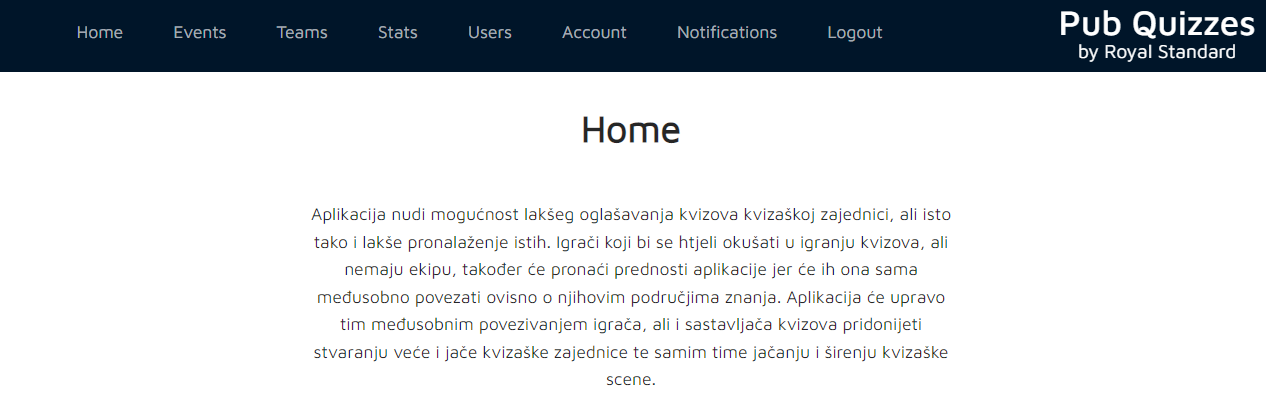 Home Events Teams Stats Users Account Notifications Logout
Pub Quizzes
by Royal Standard
Home
Aplikacija nudi mogućnost lakšeg oglašavanja kvizova kvizaškoj zajednici, ali isto
tako i lakše pronalaženje istih. Igrači koji bi se htjeli okušati u igranju kvizova, ali
nemaju ekipu, također će pronaći prednosti aplikacije jer će ih ona sama
međusobno povezati ovisno o njihovim područjima znanja. Aplikacija će upravo
tim međusobnim povezivanjem igrača, ali i sastavljača kvizova pridonijeti
stvaranju veće i jače kvizaške zajednice te samim time jačanju i širenju kvizaške
scene.